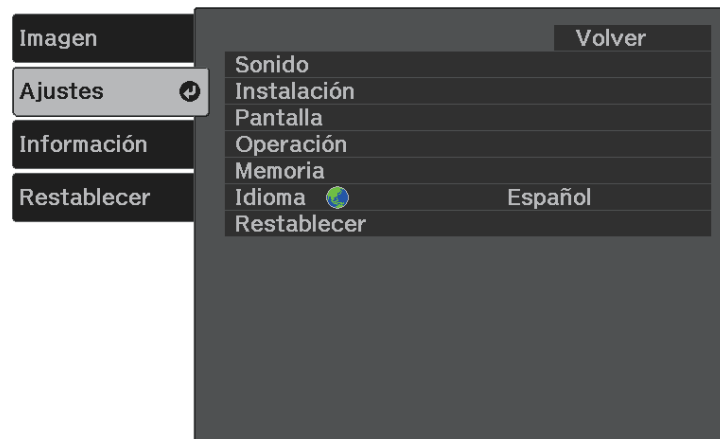 Imagen
Ajustes
Información
Restablecer
Volver
Sonido
Instalación
Pantalla
Operación
Memoria
Idioma Español
Restablecer